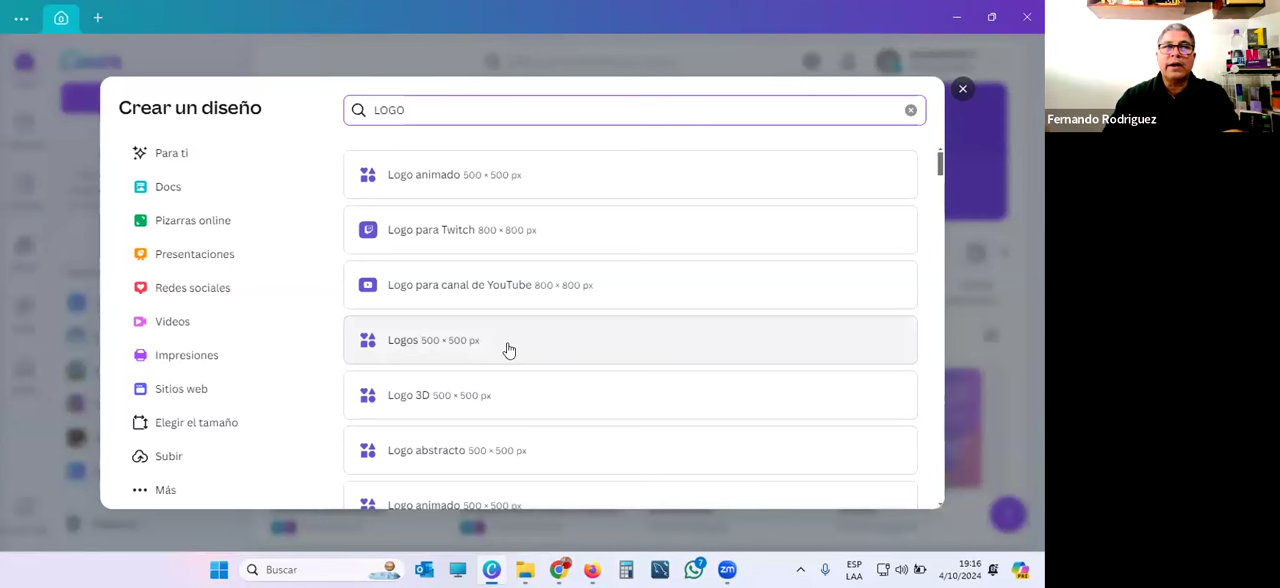 Crear un diseño
LOGO
Para ti
Docs
Pizarras online
Presentaciones
Redes sociales
Videos
Impresiones
Sitios web
Elegir el tamaño
Subir
Más
Logo animado 500 × 500 px
Logo para Twitch 800 × 800 px
Logo para canal de YouTube 800 × 800 px
Logos 500 × 500 px
Logo 3D 500 × 500 px
Logo abstracto 500 × 500 px
Logo animado 500 × 500 px
Fernando Rodriguez
Buscar
7
zm
ESP
LAA
19:16
4/10/2024
PRE